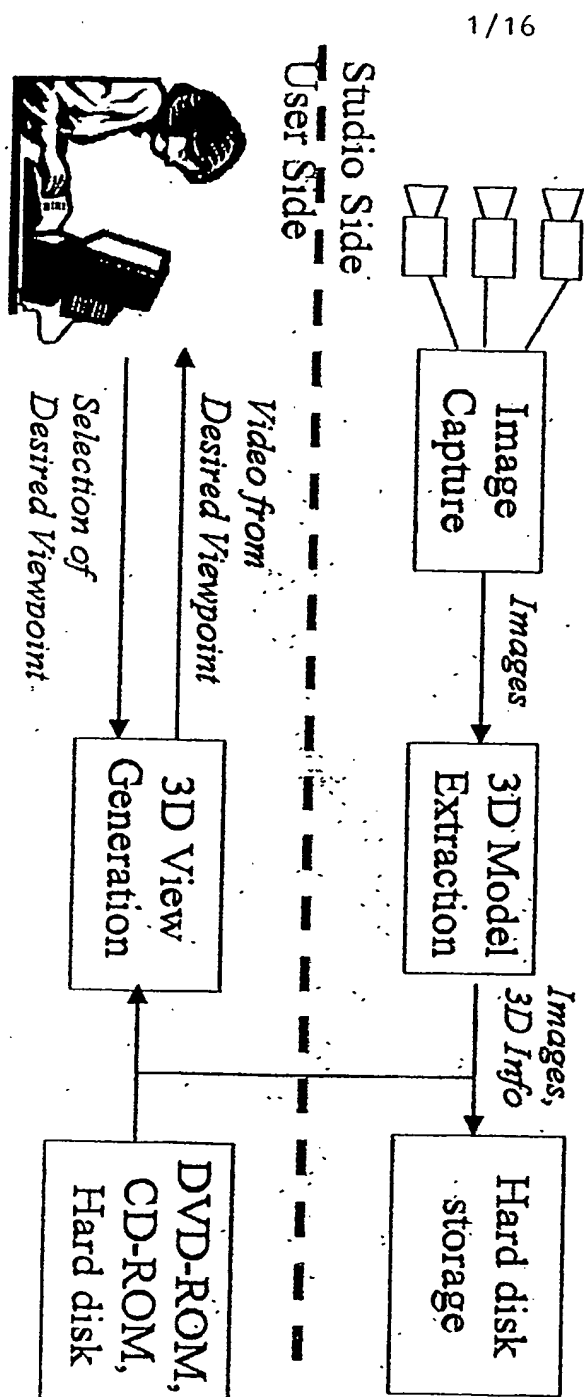 1/16
Image
Capture
Images
3D Model
Extraction
Images,
3D Info
Hard disk
storage
Studio Side
User Side
Video from
Desired Viewpoint
Selection of
Desired Viewpoint
3D View
Generation
DVD-ROM,
CD-ROM,
Hard disk